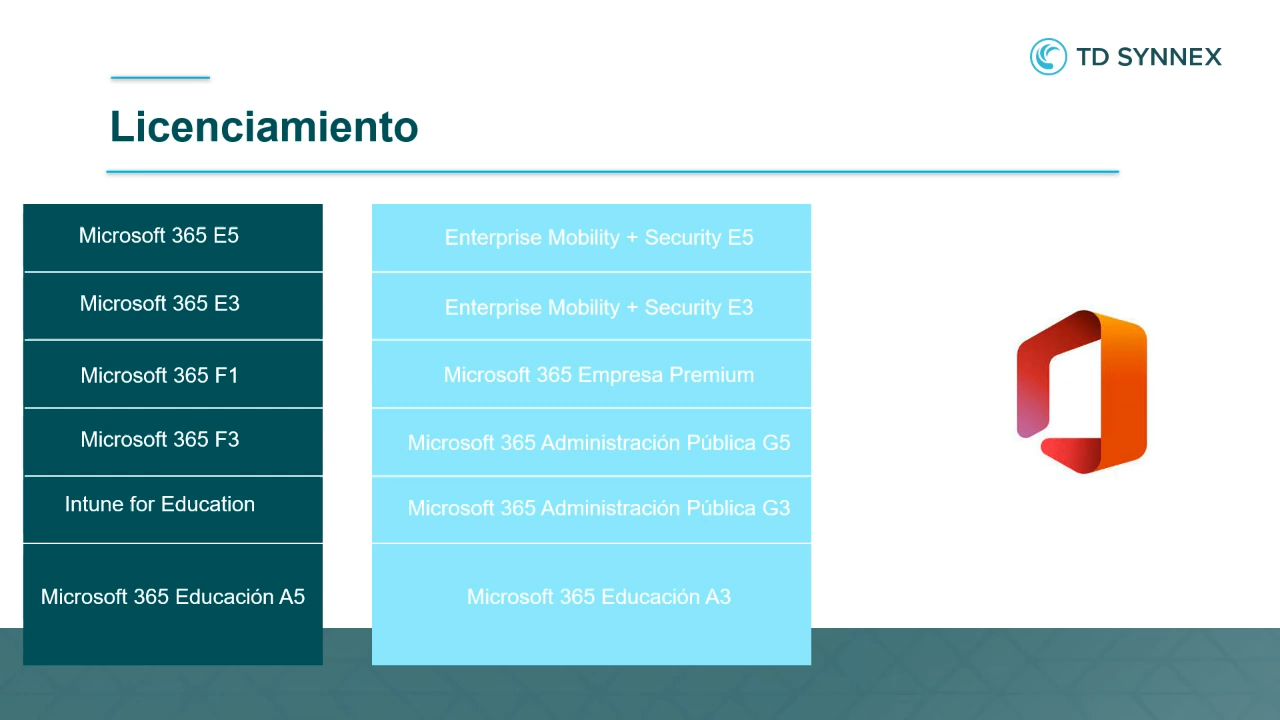 TD SYNNEX
Licenciamiento
Microsoft 365 E5
Microsoft 365 E3
Microsoft 365 F1
Microsoft 365 F3
Intune for Education
Microsoft 365 Educación A5
Enterprise Mobility + Security E5
Enterprise Mobility + Security E3
Microsoft 365 Empresa Premium
Microsoft 365 Administración Pública G5
Microsoft 365 Administración Pública G3
Microsoft 365 Educación A3